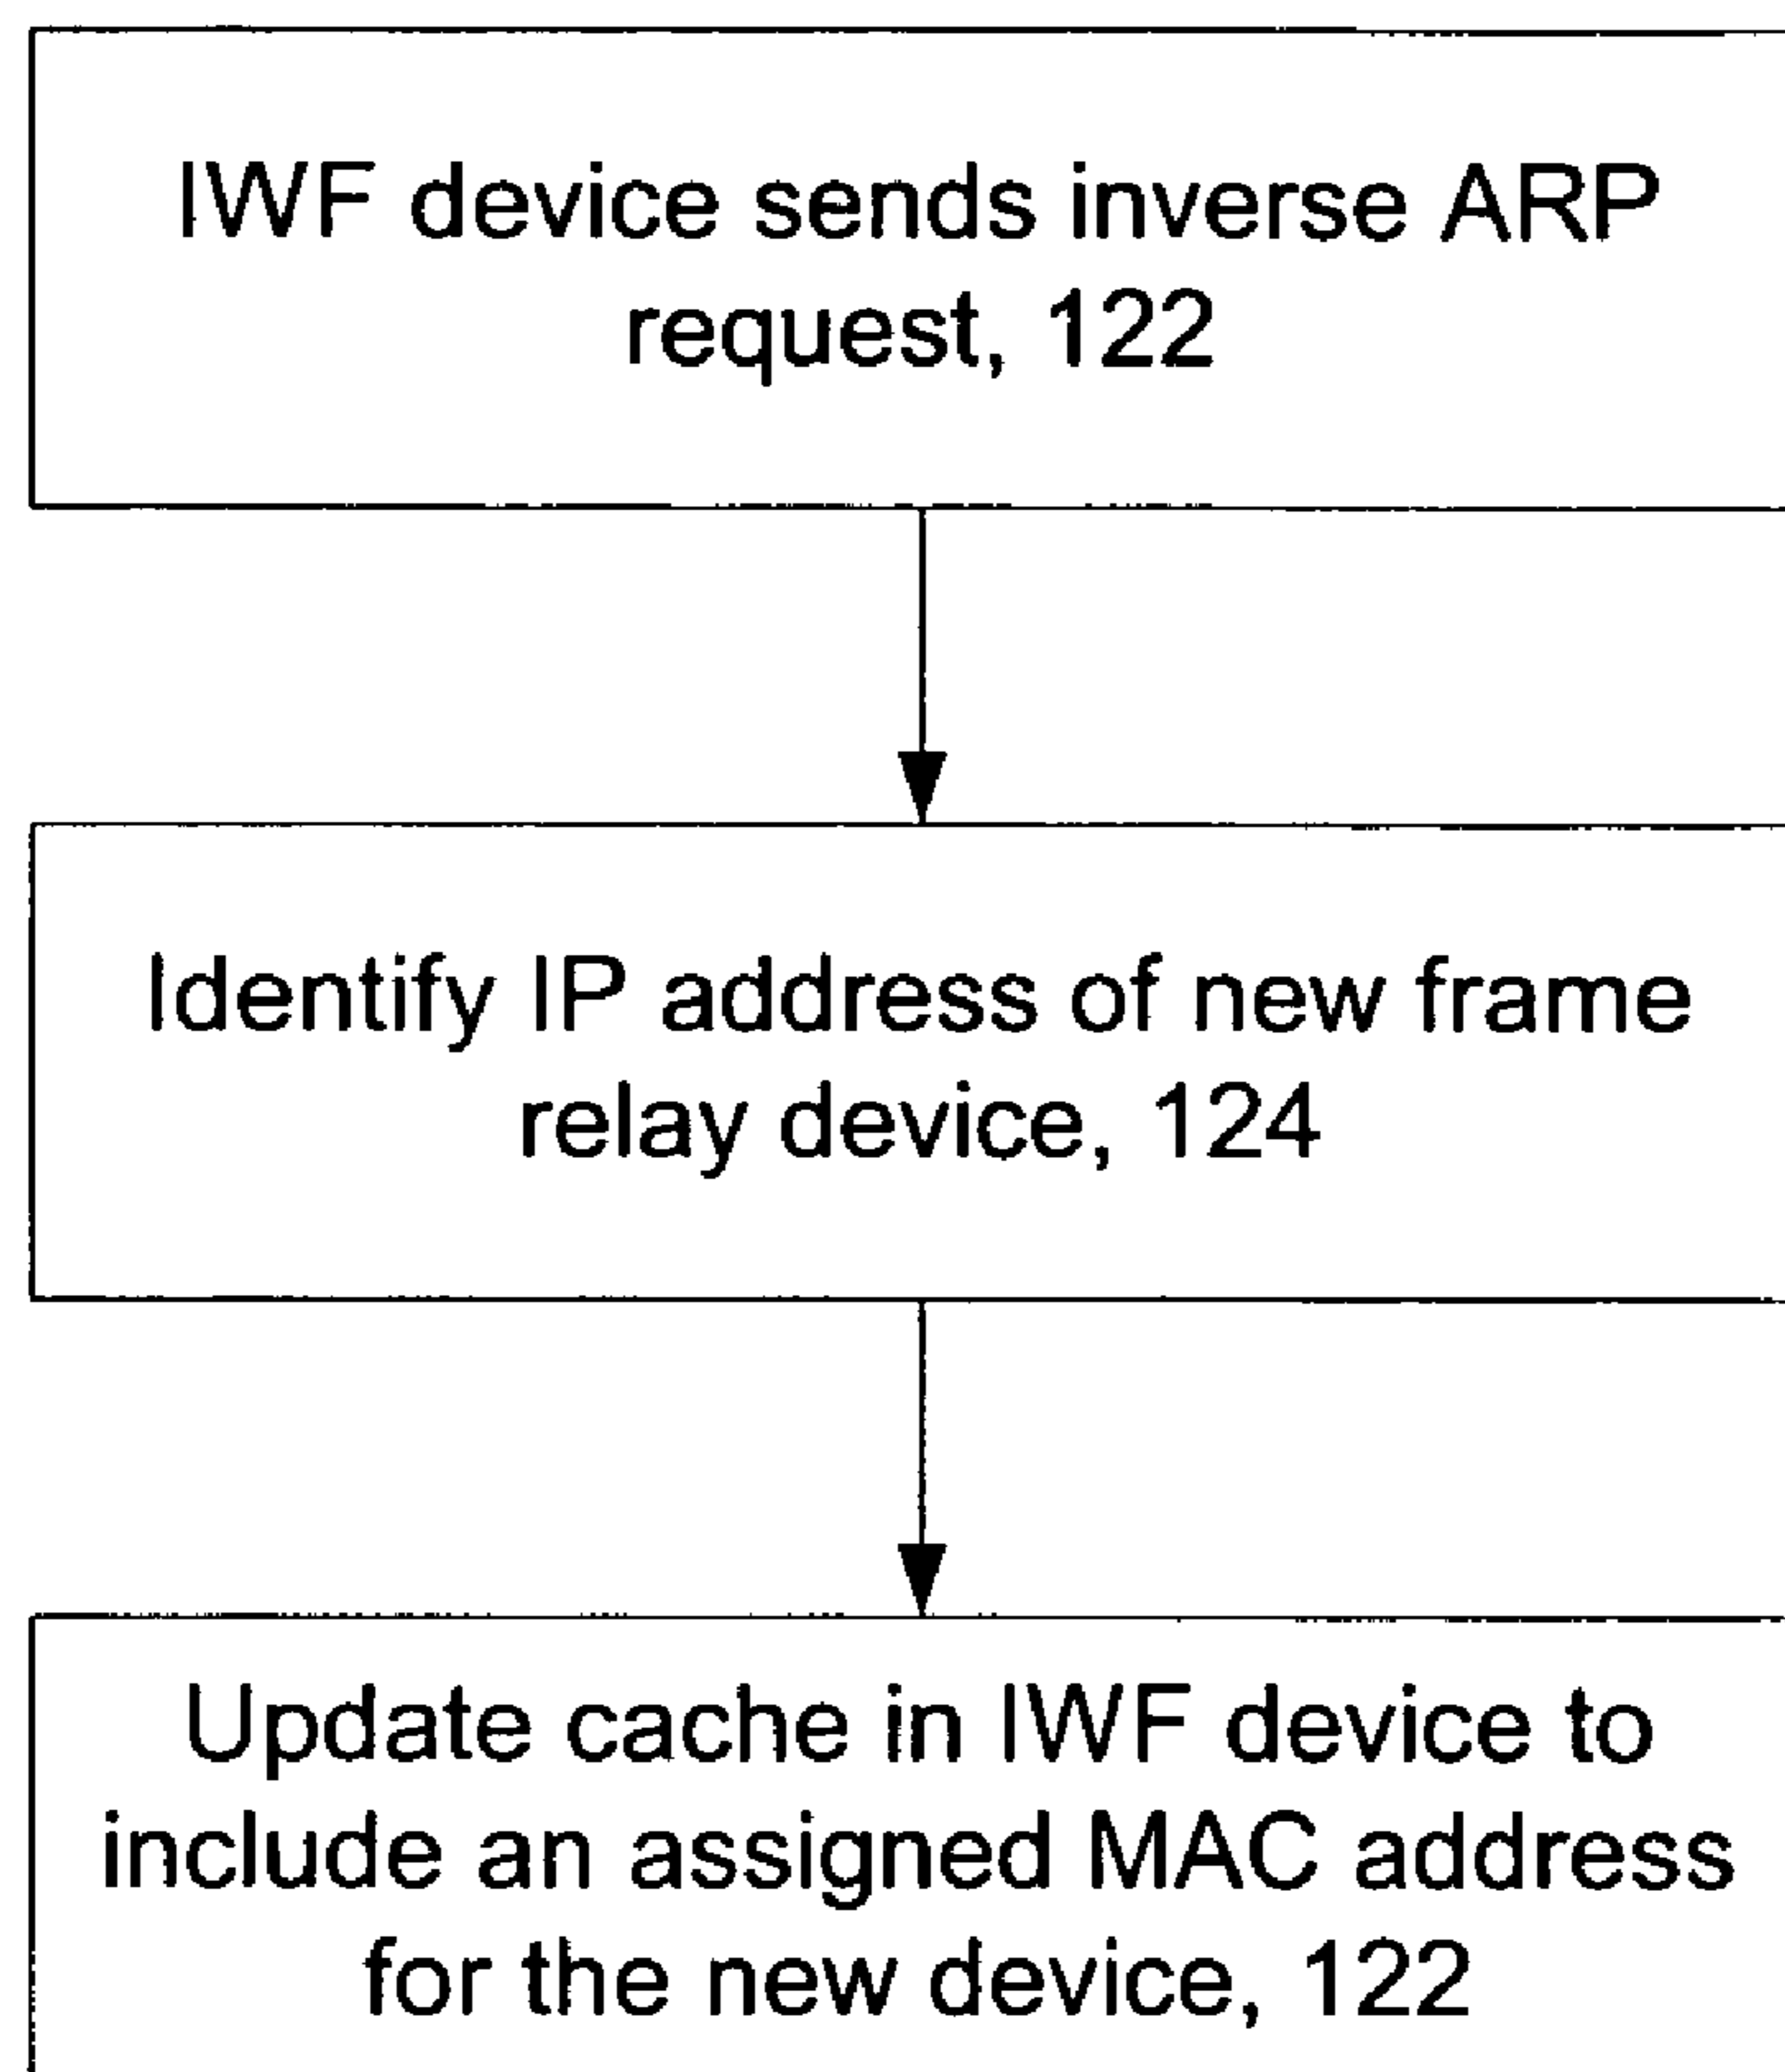 IWF device sends inverse ARP
request, 122
Identify IP address of new frame
relay device, 124
Update cache in IWF device to
include an assigned MAC address
for the new device, 122